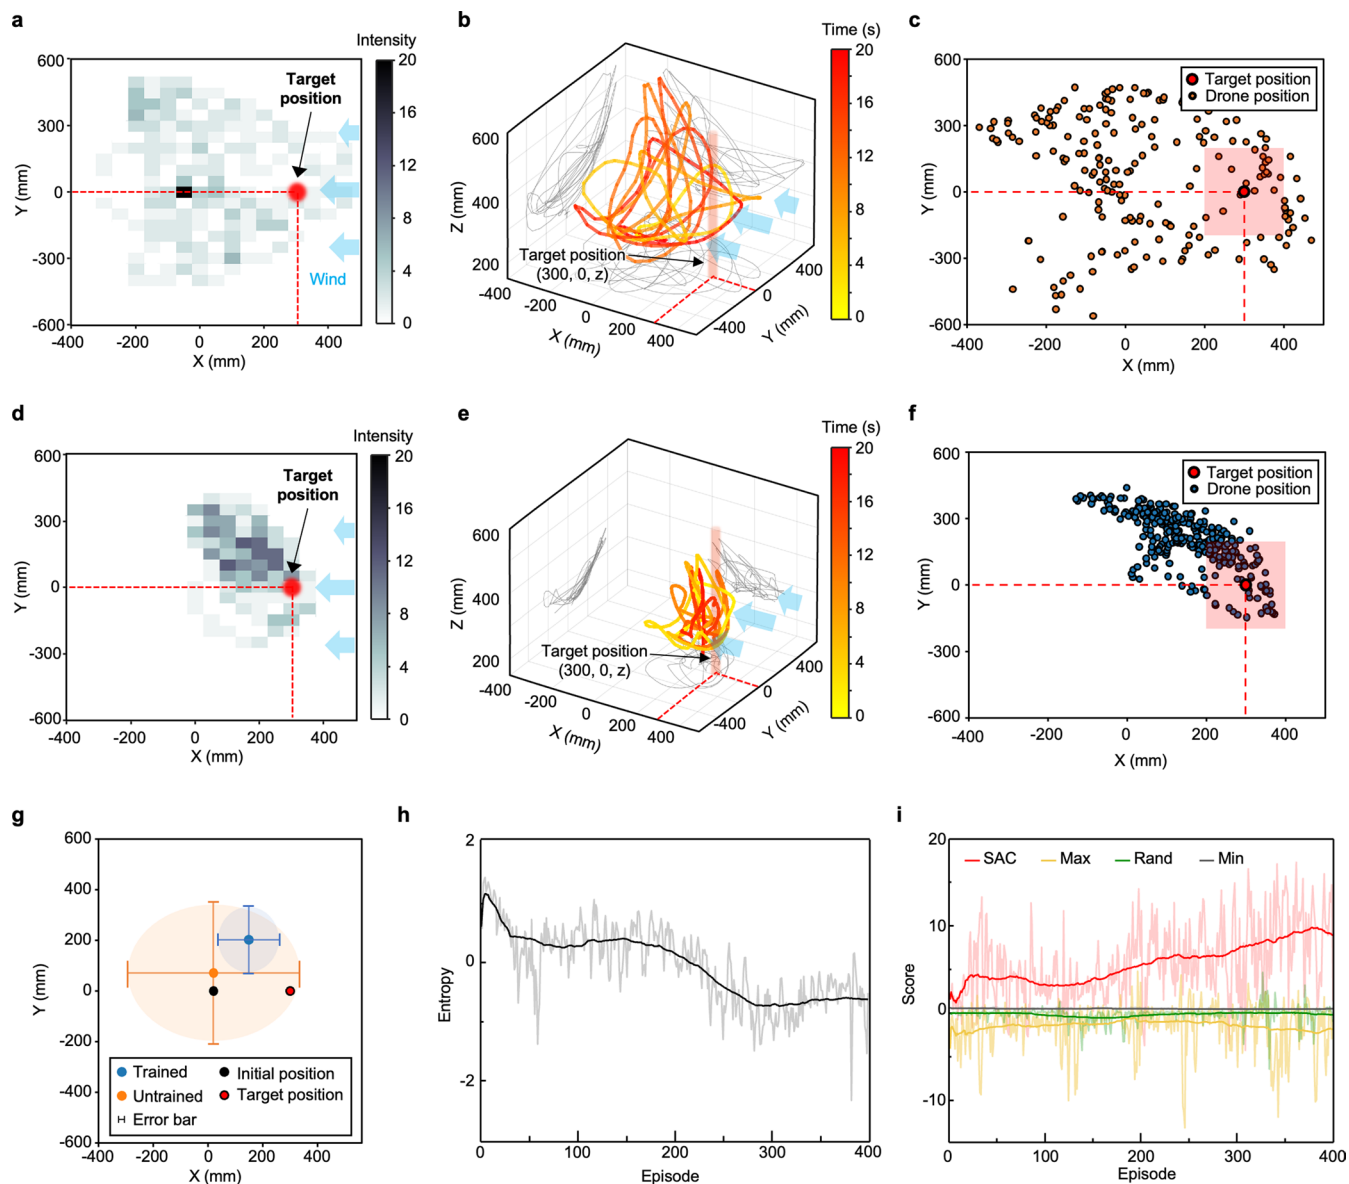 a
Intensity
600
300
0
-300
-600
Y (mm)
-400
-200
0
200
400
X (mm)
Target
position
Wind
20
16
12
8
4
0
b
Time (s)
600
400
200
Z (mm)
-400
-200
0
200
400
X (mm)
-400
0
400
Y (mm)
Target position
(300, 0, z)
20
16
12
8
4
0
c
Target position
Drone position
600
300
0
-300
-600
Y (mm)
-400
-200
0
200
400
X (mm)
d
Intensity
600
300
0
-300
-600
Y (mm)
-400
-200
0
200
400
X (mm)
Target
position
20
16
12
8
4
0
e
Time (s)
600
400
200
Z (mm)
-400
-200
0
200
400
X (mm)
-400
0
400
Y (mm)
Target position
(300, 0, z)
20
16
12
8
4
0
f
Target position
Drone position
600
300
0
-300
-600
Y (mm)
-400
-200
0
200
400
X (mm)
g
600
400
200
0
-200
-400
-600
Y (mm)
Trained
Initial position
Untrained
Target position
Error bar
-400
-200
0
200
400
X (mm)
h
2
0
-2
Entropy
0
100
200
300
400
Episode
i
20
10
0
-10
Score
SAC
Max
Rand
Min
0
100
200
300
400
Episode